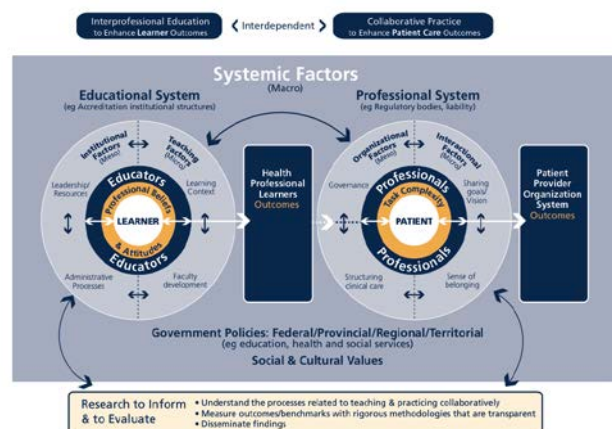 Interprofessional Education
to Enhance Learner Outcomes
Interdependent
Collaborative Practice
to Enhance Patient Care Outcomes
Systemic Factors
(Macro)
Educational System
(eg Accreditation institutional structures)
Professional System
(eg Regulatory bodies, liability)
Institutional
Factors
(Meso)
Teaching
Factors
(Micro)
Leadership/
Resources
Learning
Context
Educators
Professional Beliefs
LEARNER
& Attitudes
Educators
Administrative
Processes
Faculty
development
Health
Professional
Learners
Outcomes
Organizational
Factors
(Meso)
Interactional
Factors
(Micro)
Governance
Sharing
goals/
Vision
Professionals
Task Complexity
PATIENT
Professionals
Structuring
clinical care
Sense of
belonging
Patient
Provider
Organization
System
Outcomes
Government Policies: Federal/Provincial/Regional/Territorial
(eg education, health and social services)
Social & Cultural Values
Research to Inform
& to Evaluate
• Understand the processes related to teaching & practicing collaboratively
• Measure outcomes/benchmarks with rigorous methodologies that are transparent
• Disseminate findings